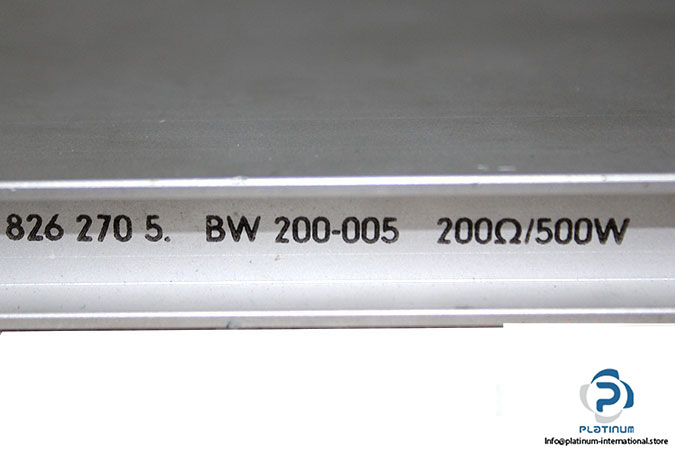 826 270 5. BW 200-005 200Ω/500W
PLATINUM
Info@platinum-international.store